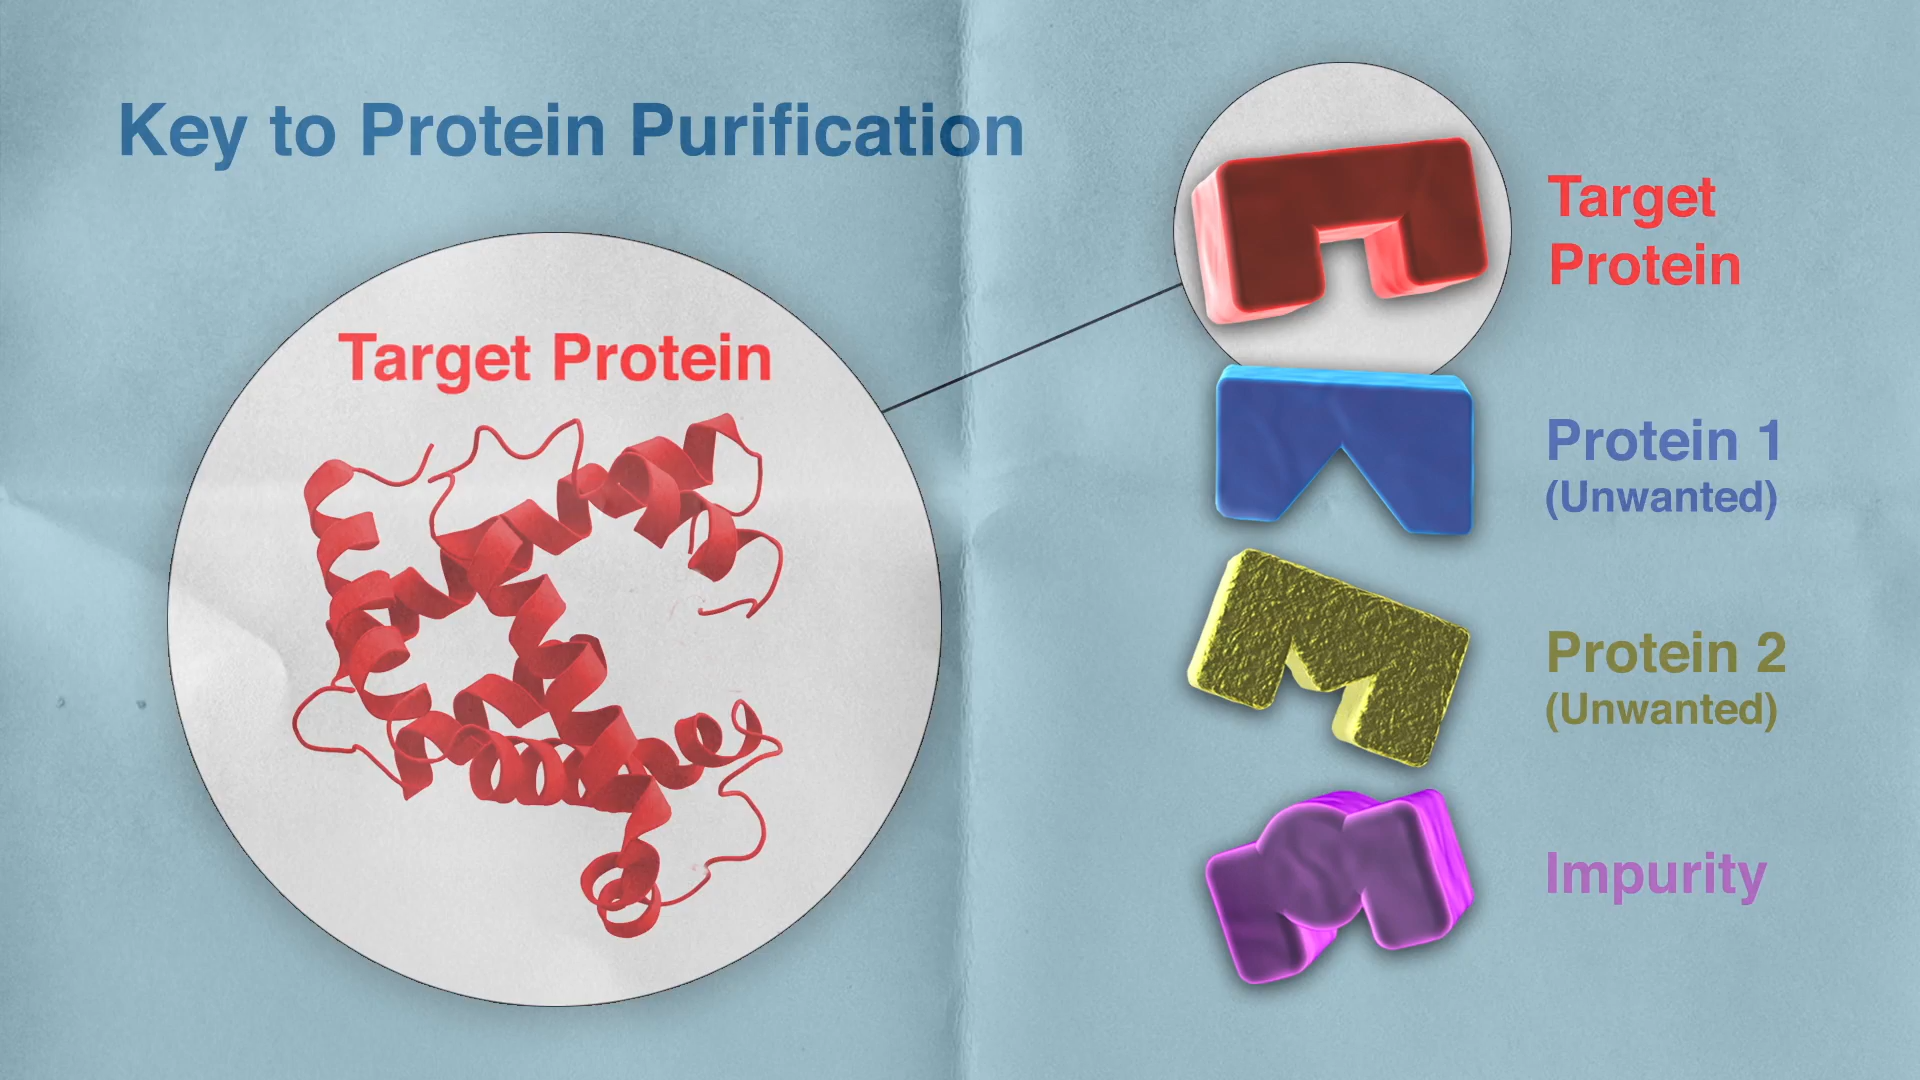 Key to Protein Purification
Target Protein
Target
Protein
Protein 1
(Unwanted)
Protein 2
(Unwanted)
Impurity